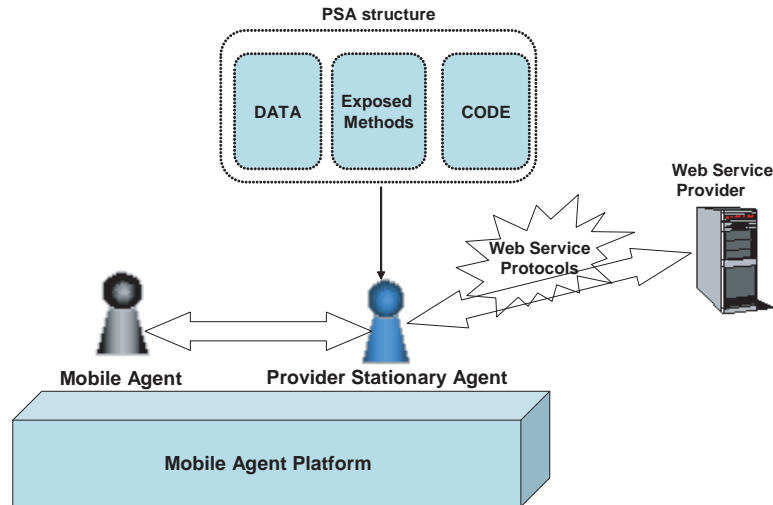 PSA structure
DATA
Exposed
Methods
CODE
Web Service
Provider
Web Service
Protocols
Mobile Agent
Provider Stationary Agent
Mobile Agent Platform